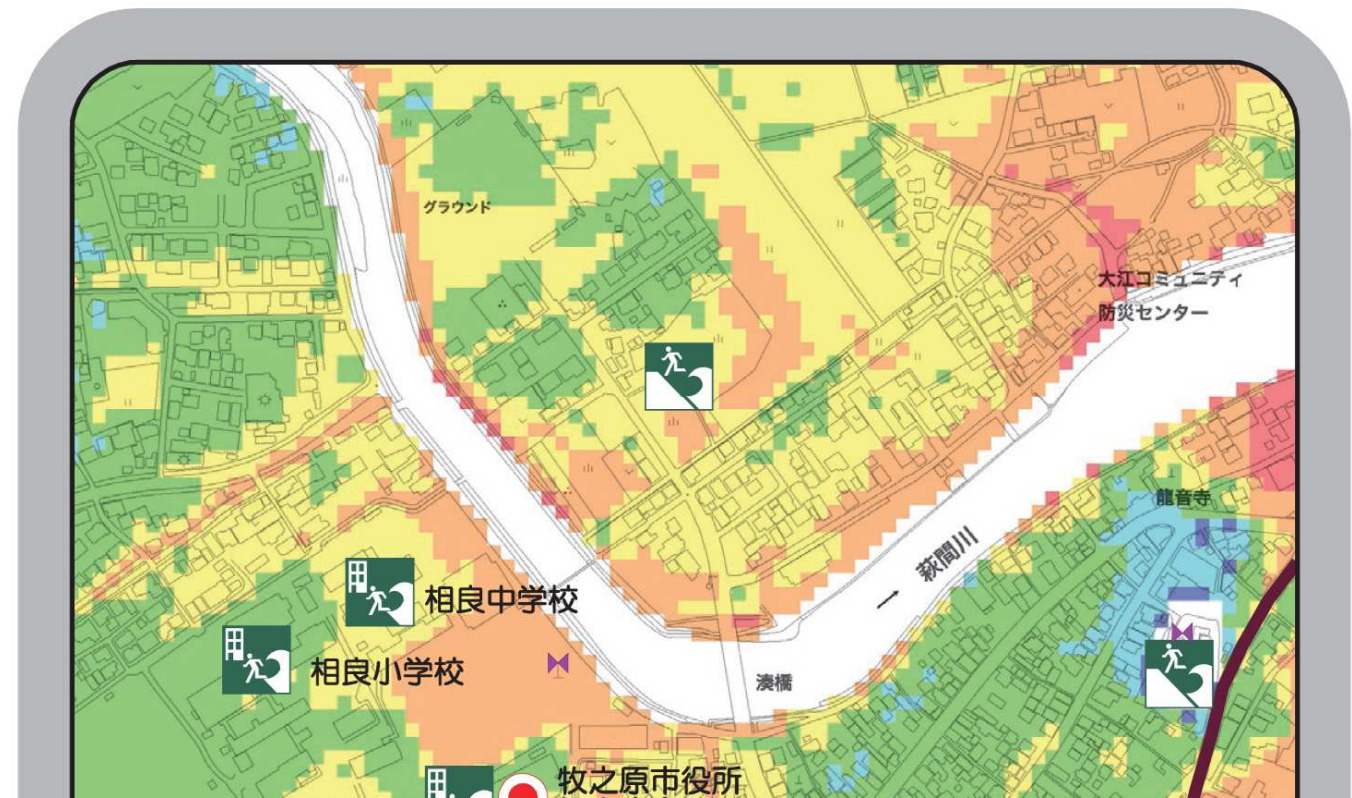 グラウンド
大江コミュニティ
防災センター
龍音寺
萩間川
相良中学校
相良小学校
湊橋
牧之原市役所